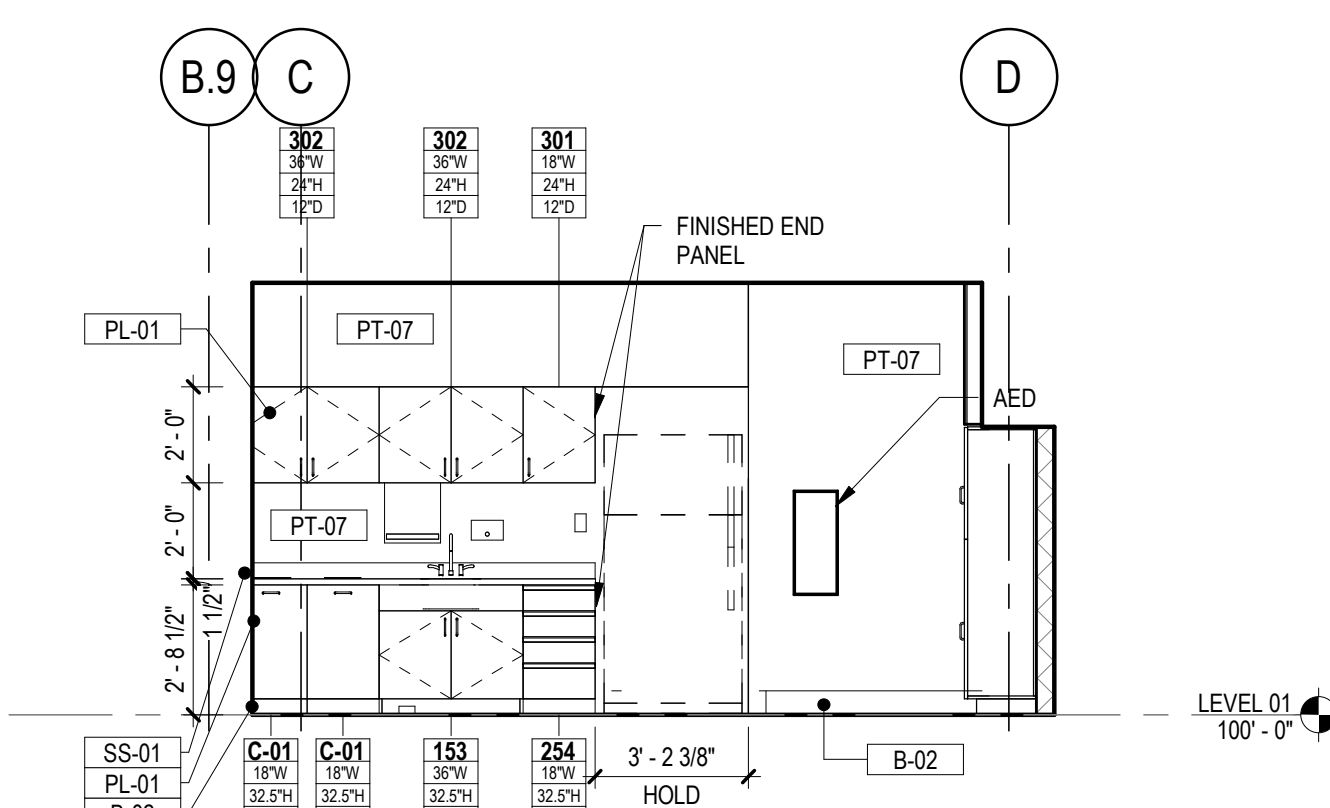 B.9
C
D
302
36"W
24"H
12"D
302
36"W
24"H
12"D
301
18"W
24"H
12"D
FINISHED END
PANEL
PL-01
PT-07
PT-07
AED
2' - 0"
2' - 0"
PT-07
1 1/2"
2' - 8 1/2"
LEVEL 01
100' - 0"
SS-01
PL-01
C-01
18"W
32.5"H
C-01
18"W
32.5"H
153
36"W
32.5"H
254
18"W
32.5"H
3' - 2 3/8"
HOLD
B-02